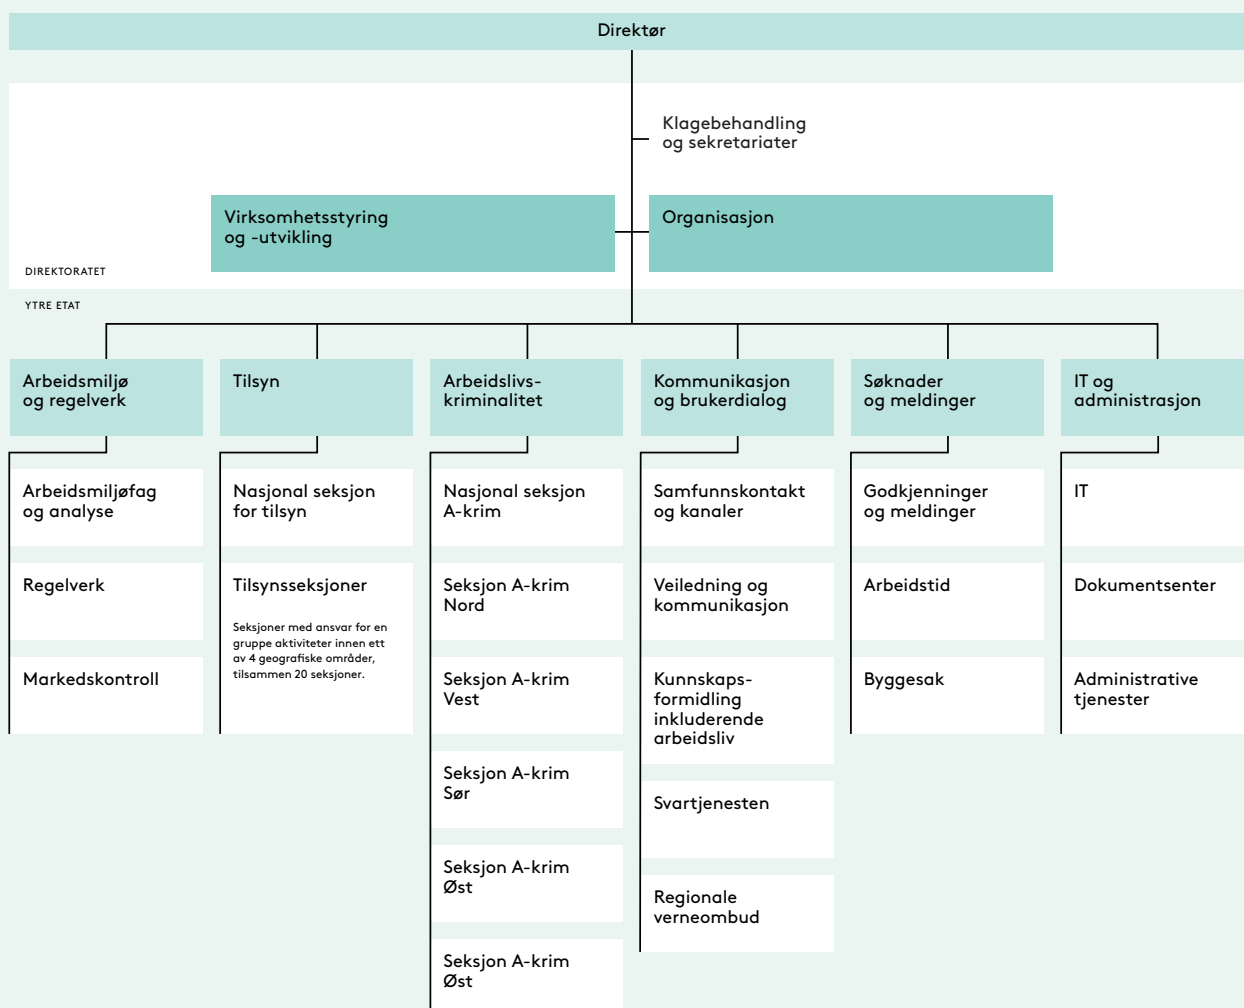 Direktør
Klagebehandling
og sekretariater
Virksomhetsstyring
og -utvikling
Organisasjon
DIREKTORATET
YTRE ETAT
Arbeidsmiljø
og regelverk
Arbeidsmiljøfag
og analyse
Regelverk
Markedskontroll
Tilsyn
Nasjonal seksjon
for tilsyn
Tilsynsseksjoner
Seksjoner med ansvar for en
gruppe aktiviteter innen ett
av 4 geografiske områder,
tilsammen 20 seksjoner.
Arbeidslivs-
kriminalitet
Nasjonal seksjon
A-krim
Seksjon A-krim
Nord
Seksjon A-krim
Vest
Seksjon A-krim
Sør
Seksjon A-krim
Øst
Seksjon A-krim
Øst
Kommunikasjon
og brukerdialog
Samfunnskontakt
og kanaler
Veiledning og
kommunikasjon
Kunnskaps-
formidling
inkluderende
arbeidsliv
Svartjenesten
Regionale
verneombud
Søknader
og meldinger
Godkjenninger
og meldinger
Arbeidstid
Byggesak
IT og
administrasjon
IT
Dokumentsenter
Administrative
tjenester